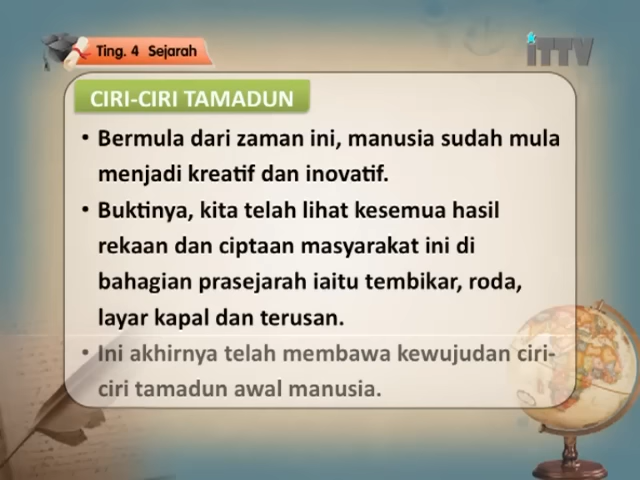 Ting. 4 Sejarah
iTTV
CIRI-CIRI TAMADUN
• Bermula dari zaman ini, manusia sudah mula
menjadi kreatif dan inovatif.
• Buktinya, kita telah lihat kesemua hasil
rekaan dan ciptaan masyarakat ini di
bahagian prasejarah iaitu tembikar, roda,
layar kapal dan terusan.
• Ini akhirnya telah membawa kewujudan ciri-
ciri tamadun awal manusia.